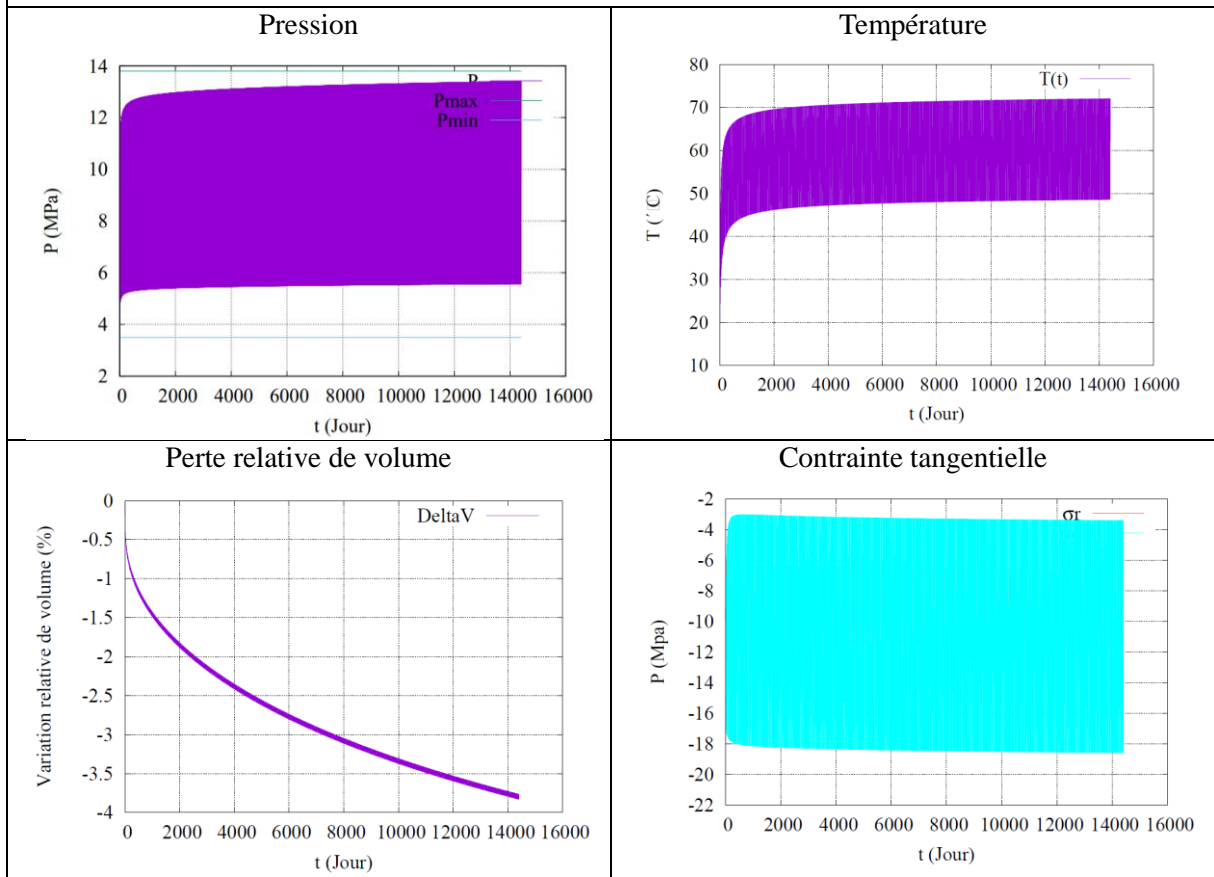 Pression
14
12
10
8
6
4
2
P (MPa)
P
Pmax
Pmin
0 2000 4000 6000 8000 10000 12000 14000 16000
t (Jour)
Température
80
70
60
50
40
30
20
10
T (´C)
T(t)
0 2000 4000 6000 8000 10000 12000 14000 16000
t (Jour)
Perte relative de volume
0
-0.5
-1
-1.5
-2
-2.5
-3
-3.5
-4
Variation relative de volume (%)
DeltaV
0 2000 4000 6000 8000 10000 12000 14000 16000
t (Jour)
Contrainte tangentielle
-2
-4
-6
-8
-10
-12
-14
-16
-18
-20
-22
P (Mpa)
σr
0 2000 4000 6000 8000 10000 12000 14000 16000
t (Jour)